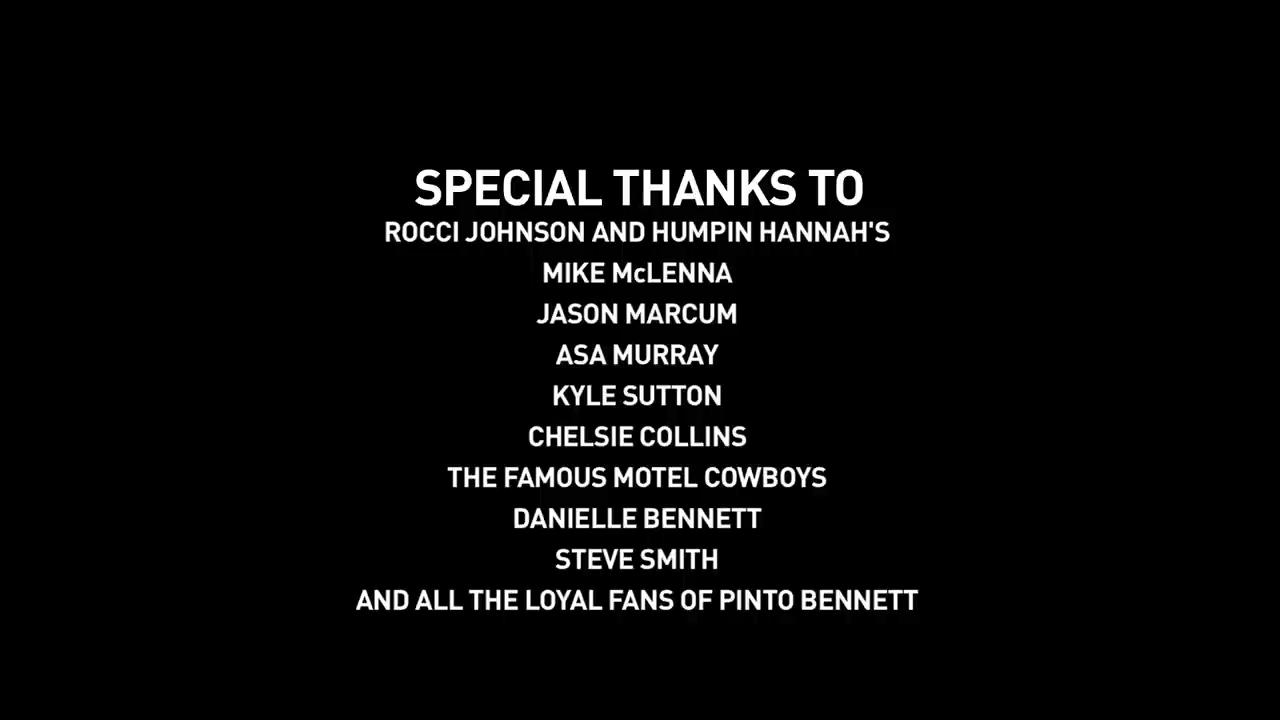 SPECIAL THANKS TO
ROCCI JOHNSON AND HUMPIN HANNAH'S
MIKE McLENNA
JASON MARCUM
ASA MURRAY
KYLE SUTTON
CHELSIE COLLINS
THE FAMOUS MOTEL COWBOYS
DANIELLE BENNETT
STEVE SMITH
AND ALL THE LOYAL FANS OF PINTO BENNETT